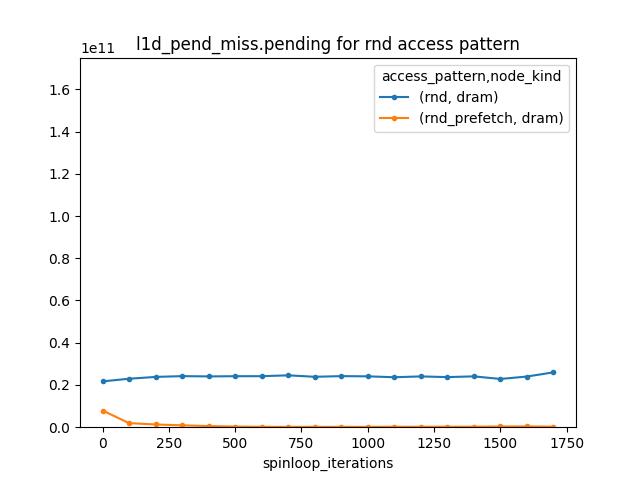 l1d_pend_miss.pending for rnd access pattern
1e11
access_pattern,node_kind
(rnd, dram)
(rnd_prefetch, dram)
1.6
1.4
1.2
1.0
0.8
0.6
0.4
0.2
0.0
0 250 500 750 1000 1250 1500 1750
spinloop_iterations